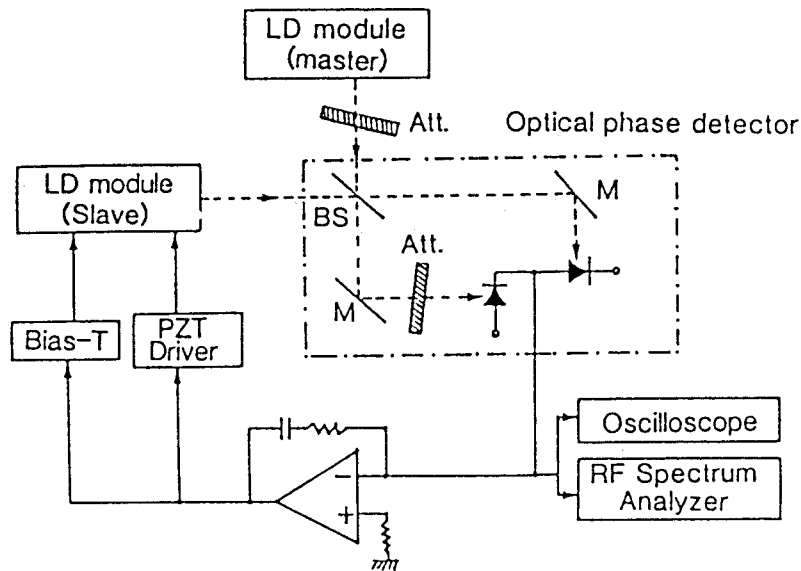 LD module
(master)
Att.
Optical phase detector
LD module
(Slave)
BS
M
Att.
M
Bias-T
PZT
Driver
Oscilloscope
RF Spectrum
Analyzer
−
+